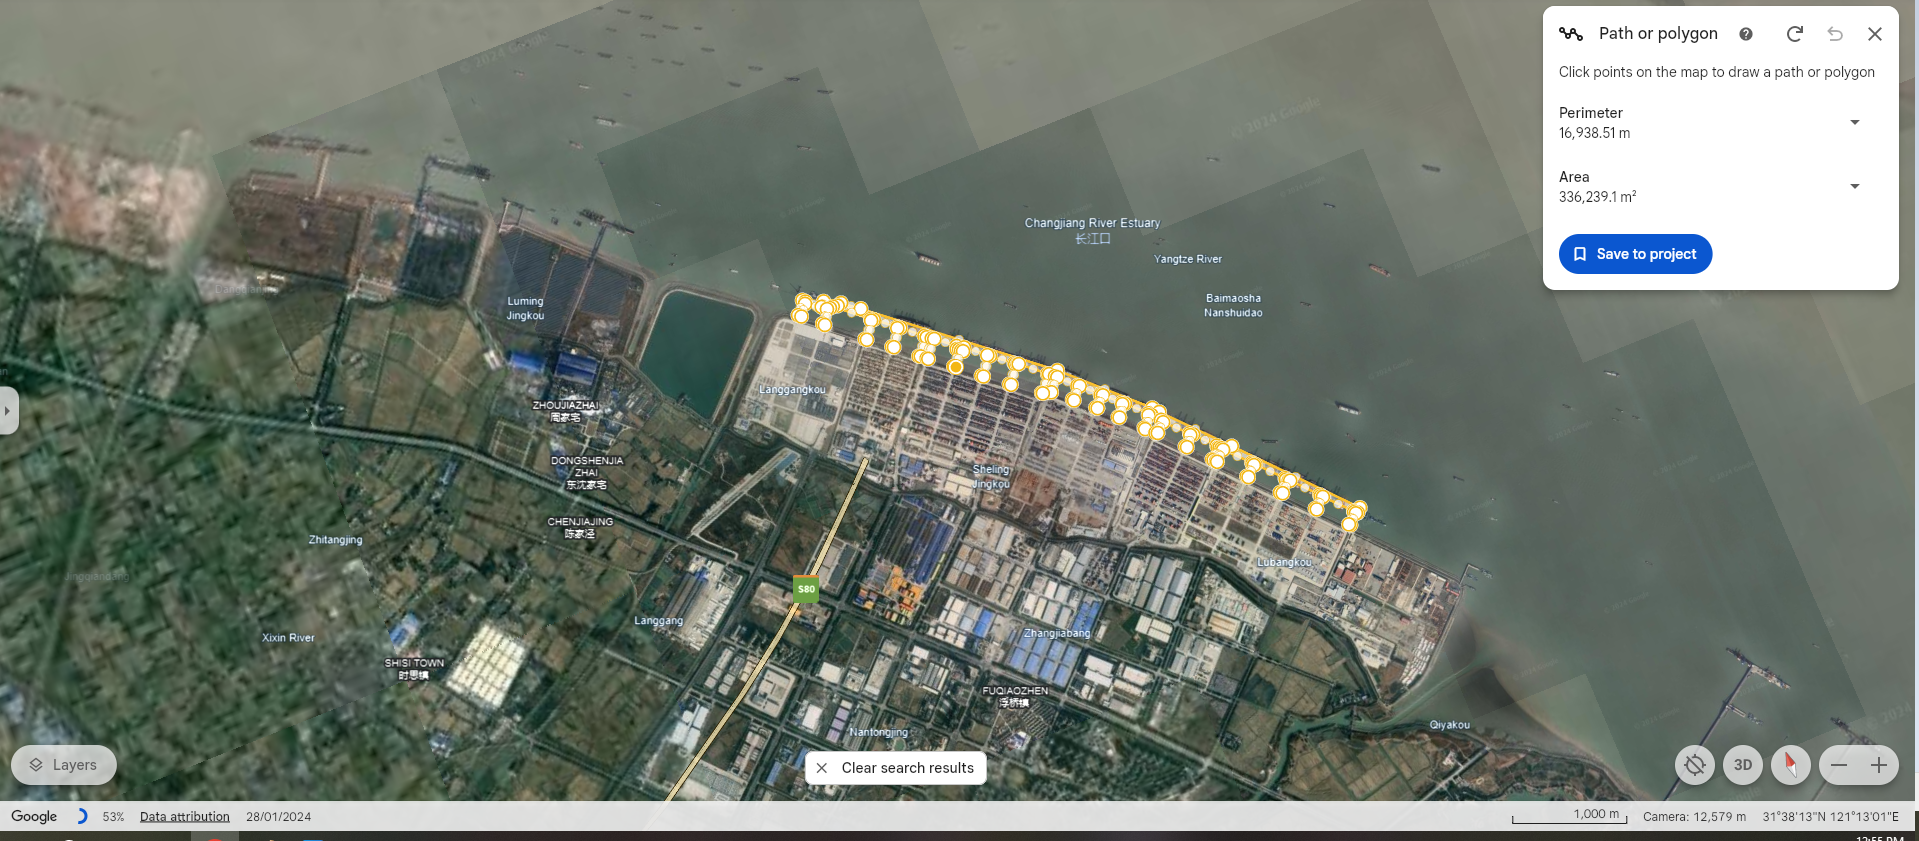 Path or polygon
Click points on the map to draw a path or polygon
Perimeter
16,938.51 m
Area
336,239.1 m²
Save to project
© 2024 Google
© 2024 Google
Changjiang River Estuary
长江口
Yangtze River
Baimaosha
Nanshuidao
Luming
Jingkou
Langgangkou
ZHOUJIAZHAI
周家宅
DONGSHENJIA
ZHAI
东沈家宅
Sheling
Jingkou
CHENJIAJING
陈家泾
Zhitangjing
Jingqiandang
Lubangkou
S80
Langgang
Zhangjiabang
Xixin River
SHISI TOWN
时思镇
FUQIAOZHEN
浮桥镇
Nantongjing
Qiyakou
Layers
Clear search results
3D
Google
53%
Data attribution
28/01/2024
1,000 m
Camera: 12,579 m
31°38'13"N 121°13'01"E